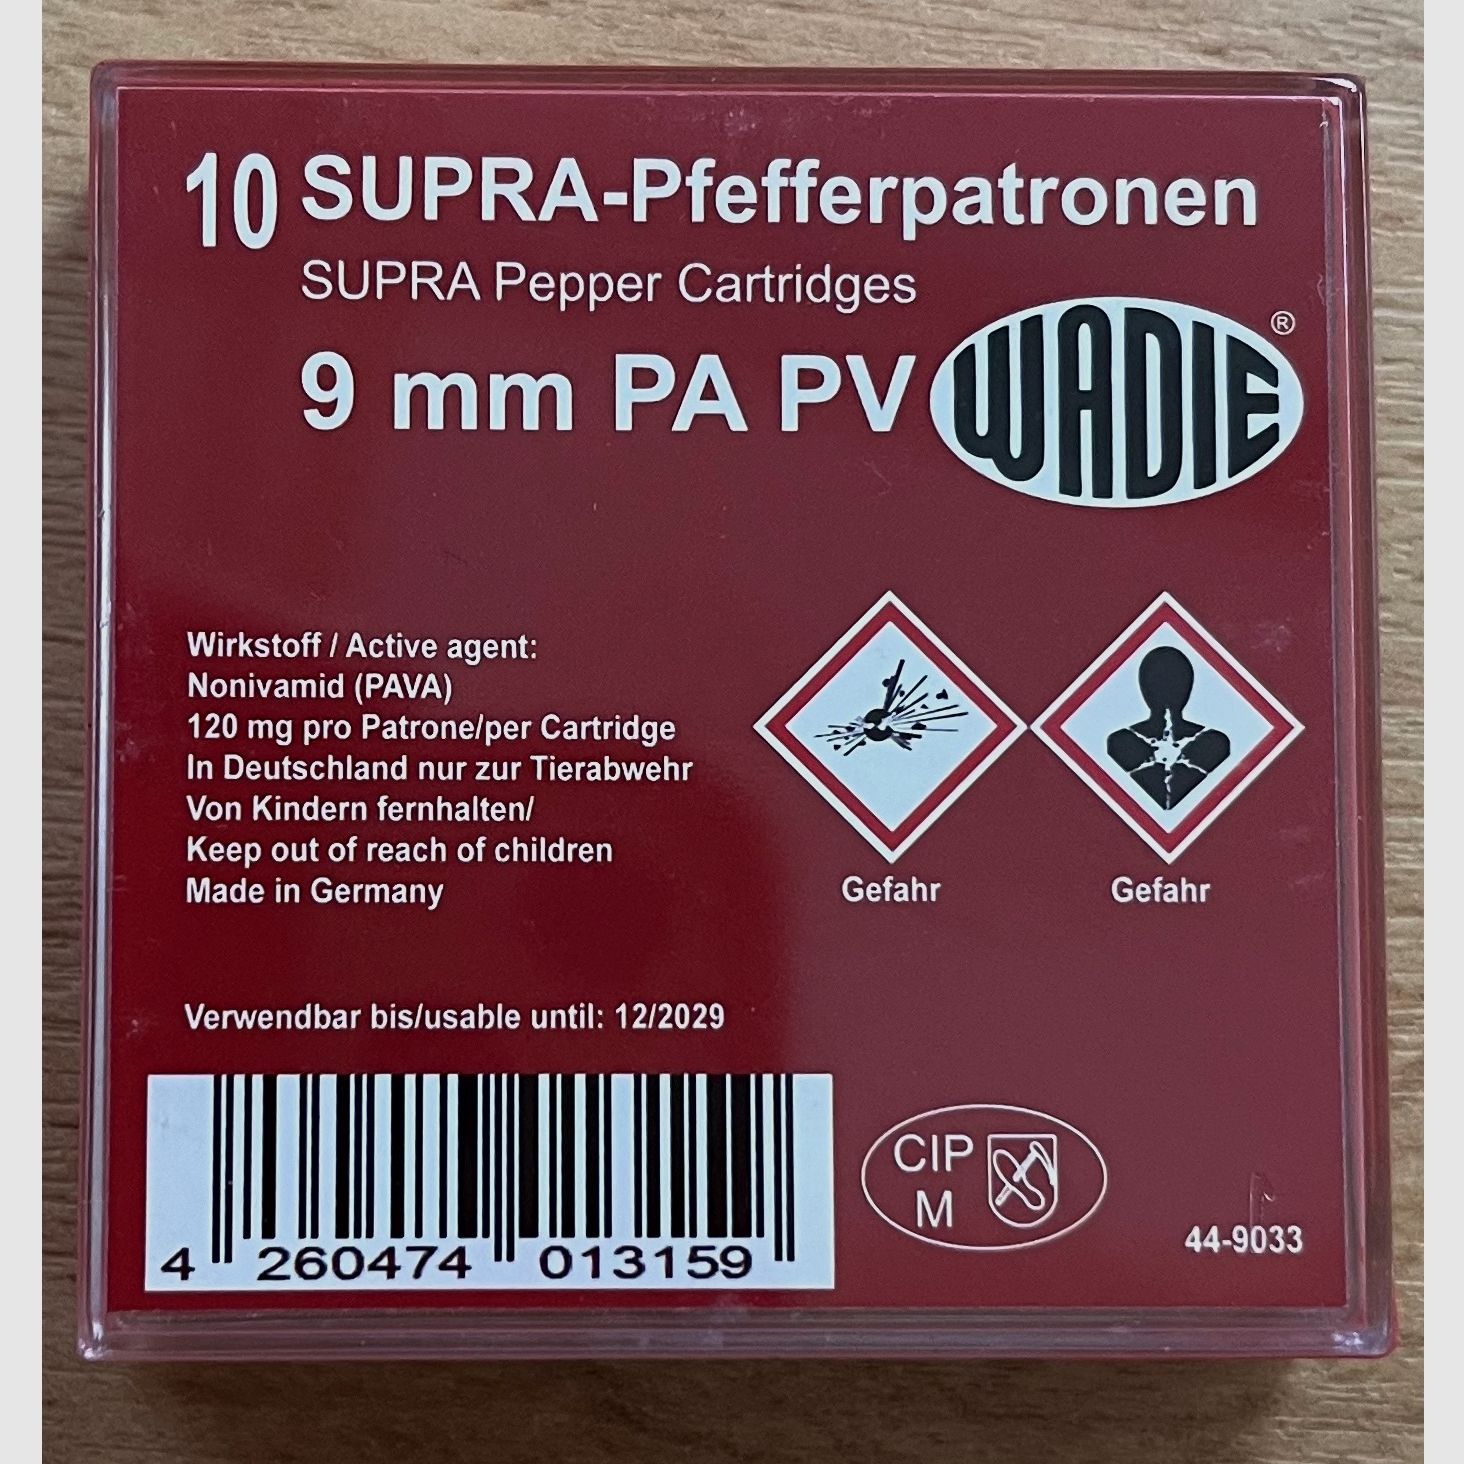 10 SUPRA-Pfefferpatronen
SUPRA Pepper Cartridges
9 mm PA PV
WADIE®
Wirkstoff / Active agent:
Nonivamid (PAVA)
120 mg pro Patrone/per Cartridge
In Deutschland nur zur Tierabwehr
Von Kindern fernhalten/
Keep out of reach of children
Made in Germany
Gefahr
Gefahr
Verwendbar bis/usable until: 12/2029
4 260474 013159
CIP
M
44-9033